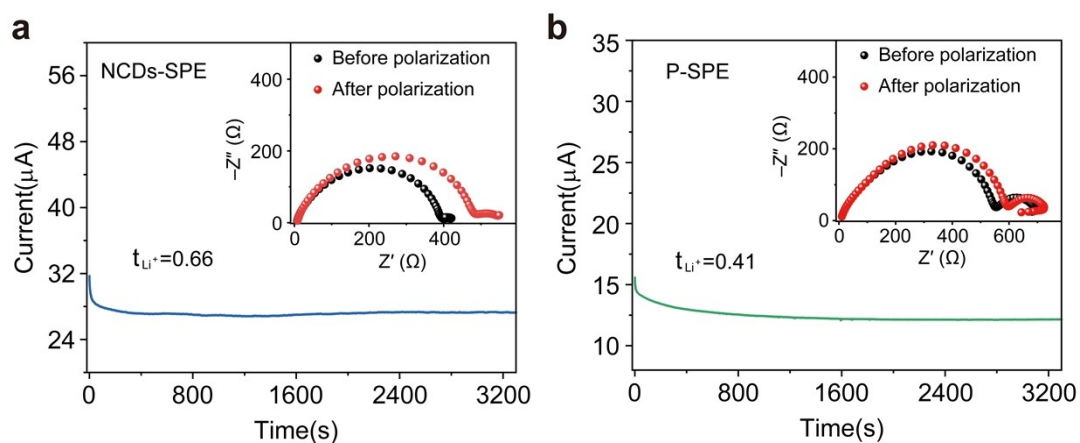 a
NCDs-SPE
t Li⁺=0.66
Current(μA)
56
48
40
32
24
0
800
1600
2400
3200
Time(s)
Before polarization
After polarization
−Z″ (Ω)
400
200
0
0
200
400
Z′ (Ω)
b
P-SPE
t Li⁺=0.41
Current(μA)
35
30
25
20
15
10
0
800
1600
2400
3200
Time(s)
Before polarization
After polarization
−Z″ (Ω)
400
200
0
0
200
400
600
Z′ (Ω)